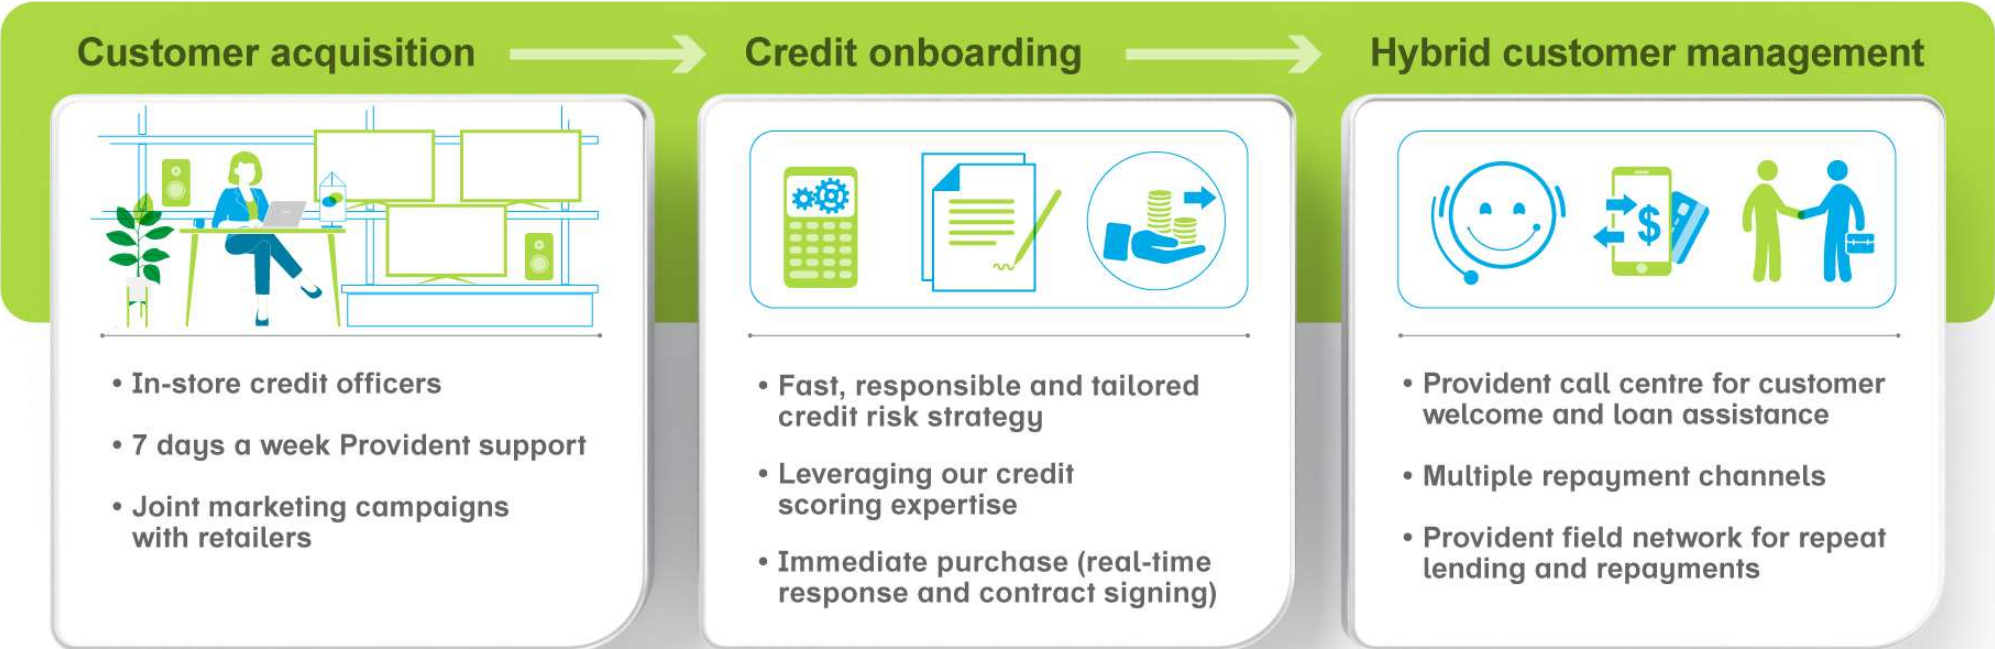 Customer acquisition
Credit onboarding
Hybrid customer management
• In-store credit officers
• 7 days a week Provident support
• Joint marketing campaigns
with retailers
• Fast, responsible and tailored
credit risk strategy
• Leveraging our credit
scoring expertise
• Immediate purchase (real-time
response and contract signing)
$
• Provident call centre for customer
welcome and loan assistance
• Multiple repayment channels
• Provident field network for repeat
lending and repayments